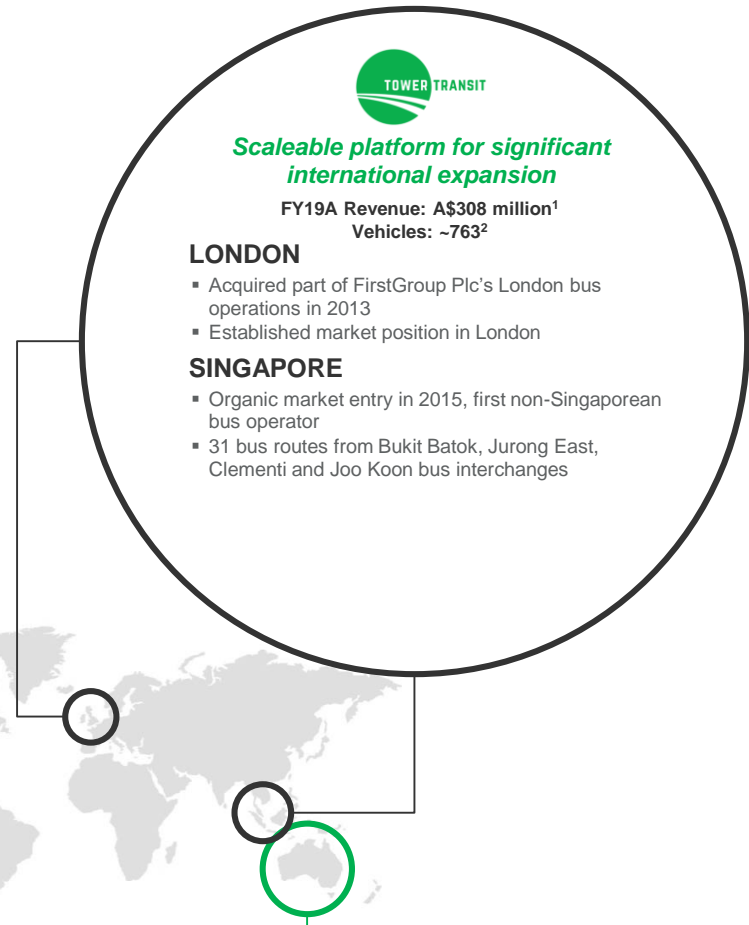 TOWER TRANSIT
Scaleable platform for significant
international expansion
FY19A Revenue: A$308 million¹
Vehicles: ~763²
LONDON
▪ Acquired part of FirstGroup Plc's London bus
operations in 2013
▪ Established market position in London
SINGAPORE
▪ Organic market entry in 2015, first non-Singaporean
bus operator
▪ 31 bus routes from Bukit Batok, Jurong East,
Clementi and Joo Koon bus interchanges